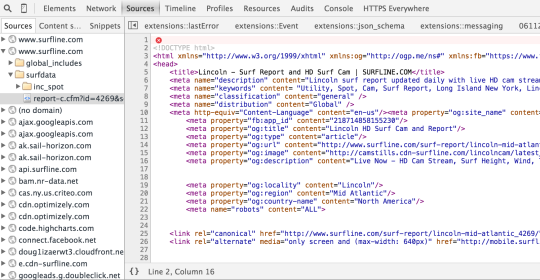 Elements Network Sources Timeline Profiles Resources Audits Console HTTPS Everywhere
Sources Content s... Snippets
extensions::lastError extensions::Event extensions::json_schema extensions::messaging 06112
www.surfline.com
www.surfline.com
global_includes
surfdata
inc_spot
report-c.cfm?id=4269&s
(no domain)
ajax.googleapis.com
ajax.googleapis.com
ak.sail-horizon.com
ak.sail-horizon.com
api.surfline.com
bam.nr-data.net
cas.ny.us.criteo.com
cdn.optimizely.com
cdn.optimizely.com
code.highcharts.com
connect.facebook.net
doug1izaerwt3.cloudfront.ne
e.cdn-surfline.com
googleads.g.doubleclick.net
1
2 <!DOCTYPE html>
3 <html xmlns="http://www.w3.org/1999/xhtml" xmlns:og="http://ogp.me/ns#" xmlns:fb="https://www.
4 <head>
5 <title>Lincoln - Surf Report and HD Surf Cam | SURFLINE.COM</title>
6 <meta name="description" content="Lincoln surf report updated daily with live HD cam stream
7 <meta name="keywords" content=" Utility, Spot, Cam, Surf Report, Long Island New York, Lin
8 <meta name="classification" content="general" />
9 <meta name="distribution" content="Global" />
10 <meta http-equiv="Content-Language" content="en-us"/><meta property="og:site_name" content
11 <meta property="fb:app_id" content="218714858155230"/>
12 <meta property="og:title" content="Lincoln HD Surf Cam and Report"/>
13 <meta property="og:type" content="article"/>
14 <meta property="og:url" content="http://www.surfline.com/surf-report/lincoln-mid-atlantic
15 <meta property="og:image" content="http://camstills.cdn-surfline.com/lincolncam/latest_
16 <meta property="og:description" content="Live Now - HD Cam Stream, Surf Height, Wind,
17
18
19 <meta property="og:locality" content="Lincoln"/>
20 <meta property="og:region" content="Mid Atlantic"/>
21 <meta property="og:country-name" content="North America"/>
22 <meta name="robots" content="ALL">
23
24
25 <link rel="canonical" href="http://www.surfline.com/surf-report/lincoln-mid-atlantic_4269/"
26 <link rel="alternate" media="only screen and (max-width: 640px)" href="http://mobile.surfl
{} Line 2, Column 16